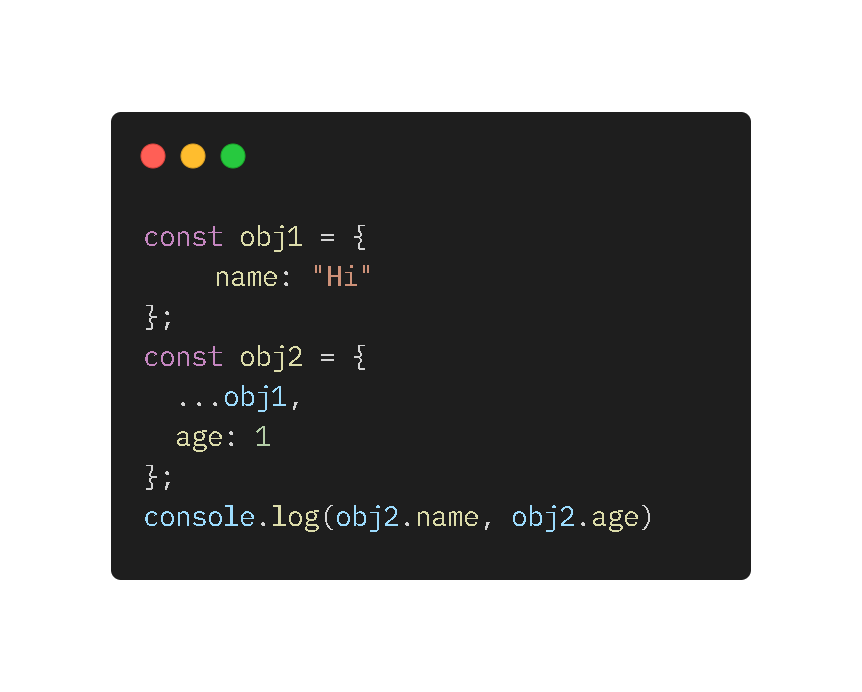 const obj1 = {
     name: "Hi"
};
const obj2 = {
  ...obj1,
  age: 1
};
console.log(obj2.name, obj2.age)